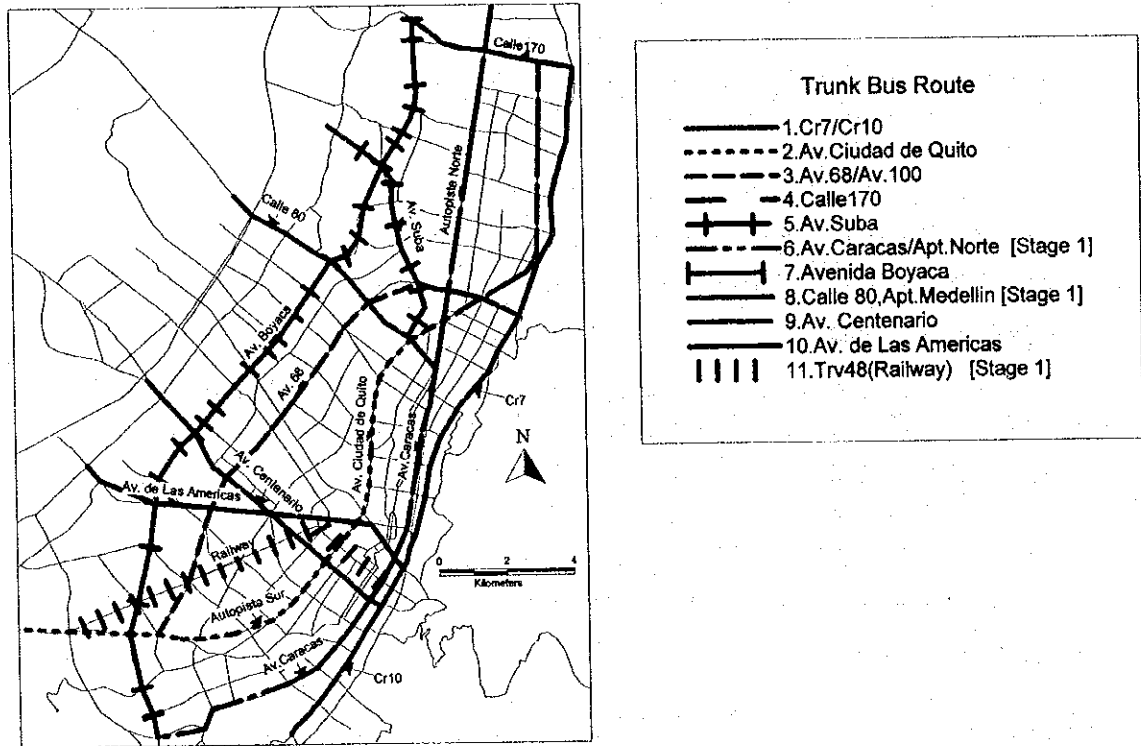 Calle170
Autopiste Norte
Calle 80
Av. Suba
Av. Boyaca
Av. 68
Av. Ciudad de Quito
Av.Caracas
Cr7
N
Av. Centenario
Av. de Las Americas
Railway
0 2 4
Kilometers
Autopista Sur
Av.Caracas
Cr10
Trunk Bus Route
1.Cr7/Cr10
2.Av.Ciudad de Quito
3.Av.68/Av.100
4.Calle170
5.Av.Suba
6.Av.Caracas/Apt.Norte [Stage 1]
7.Avenida Boyaca
8.Calle 80,Apt.Medellin [Stage 1]
9.Av. Centenario
10.Av. de Las Americas
11.Trv48(Railway) [Stage 1]